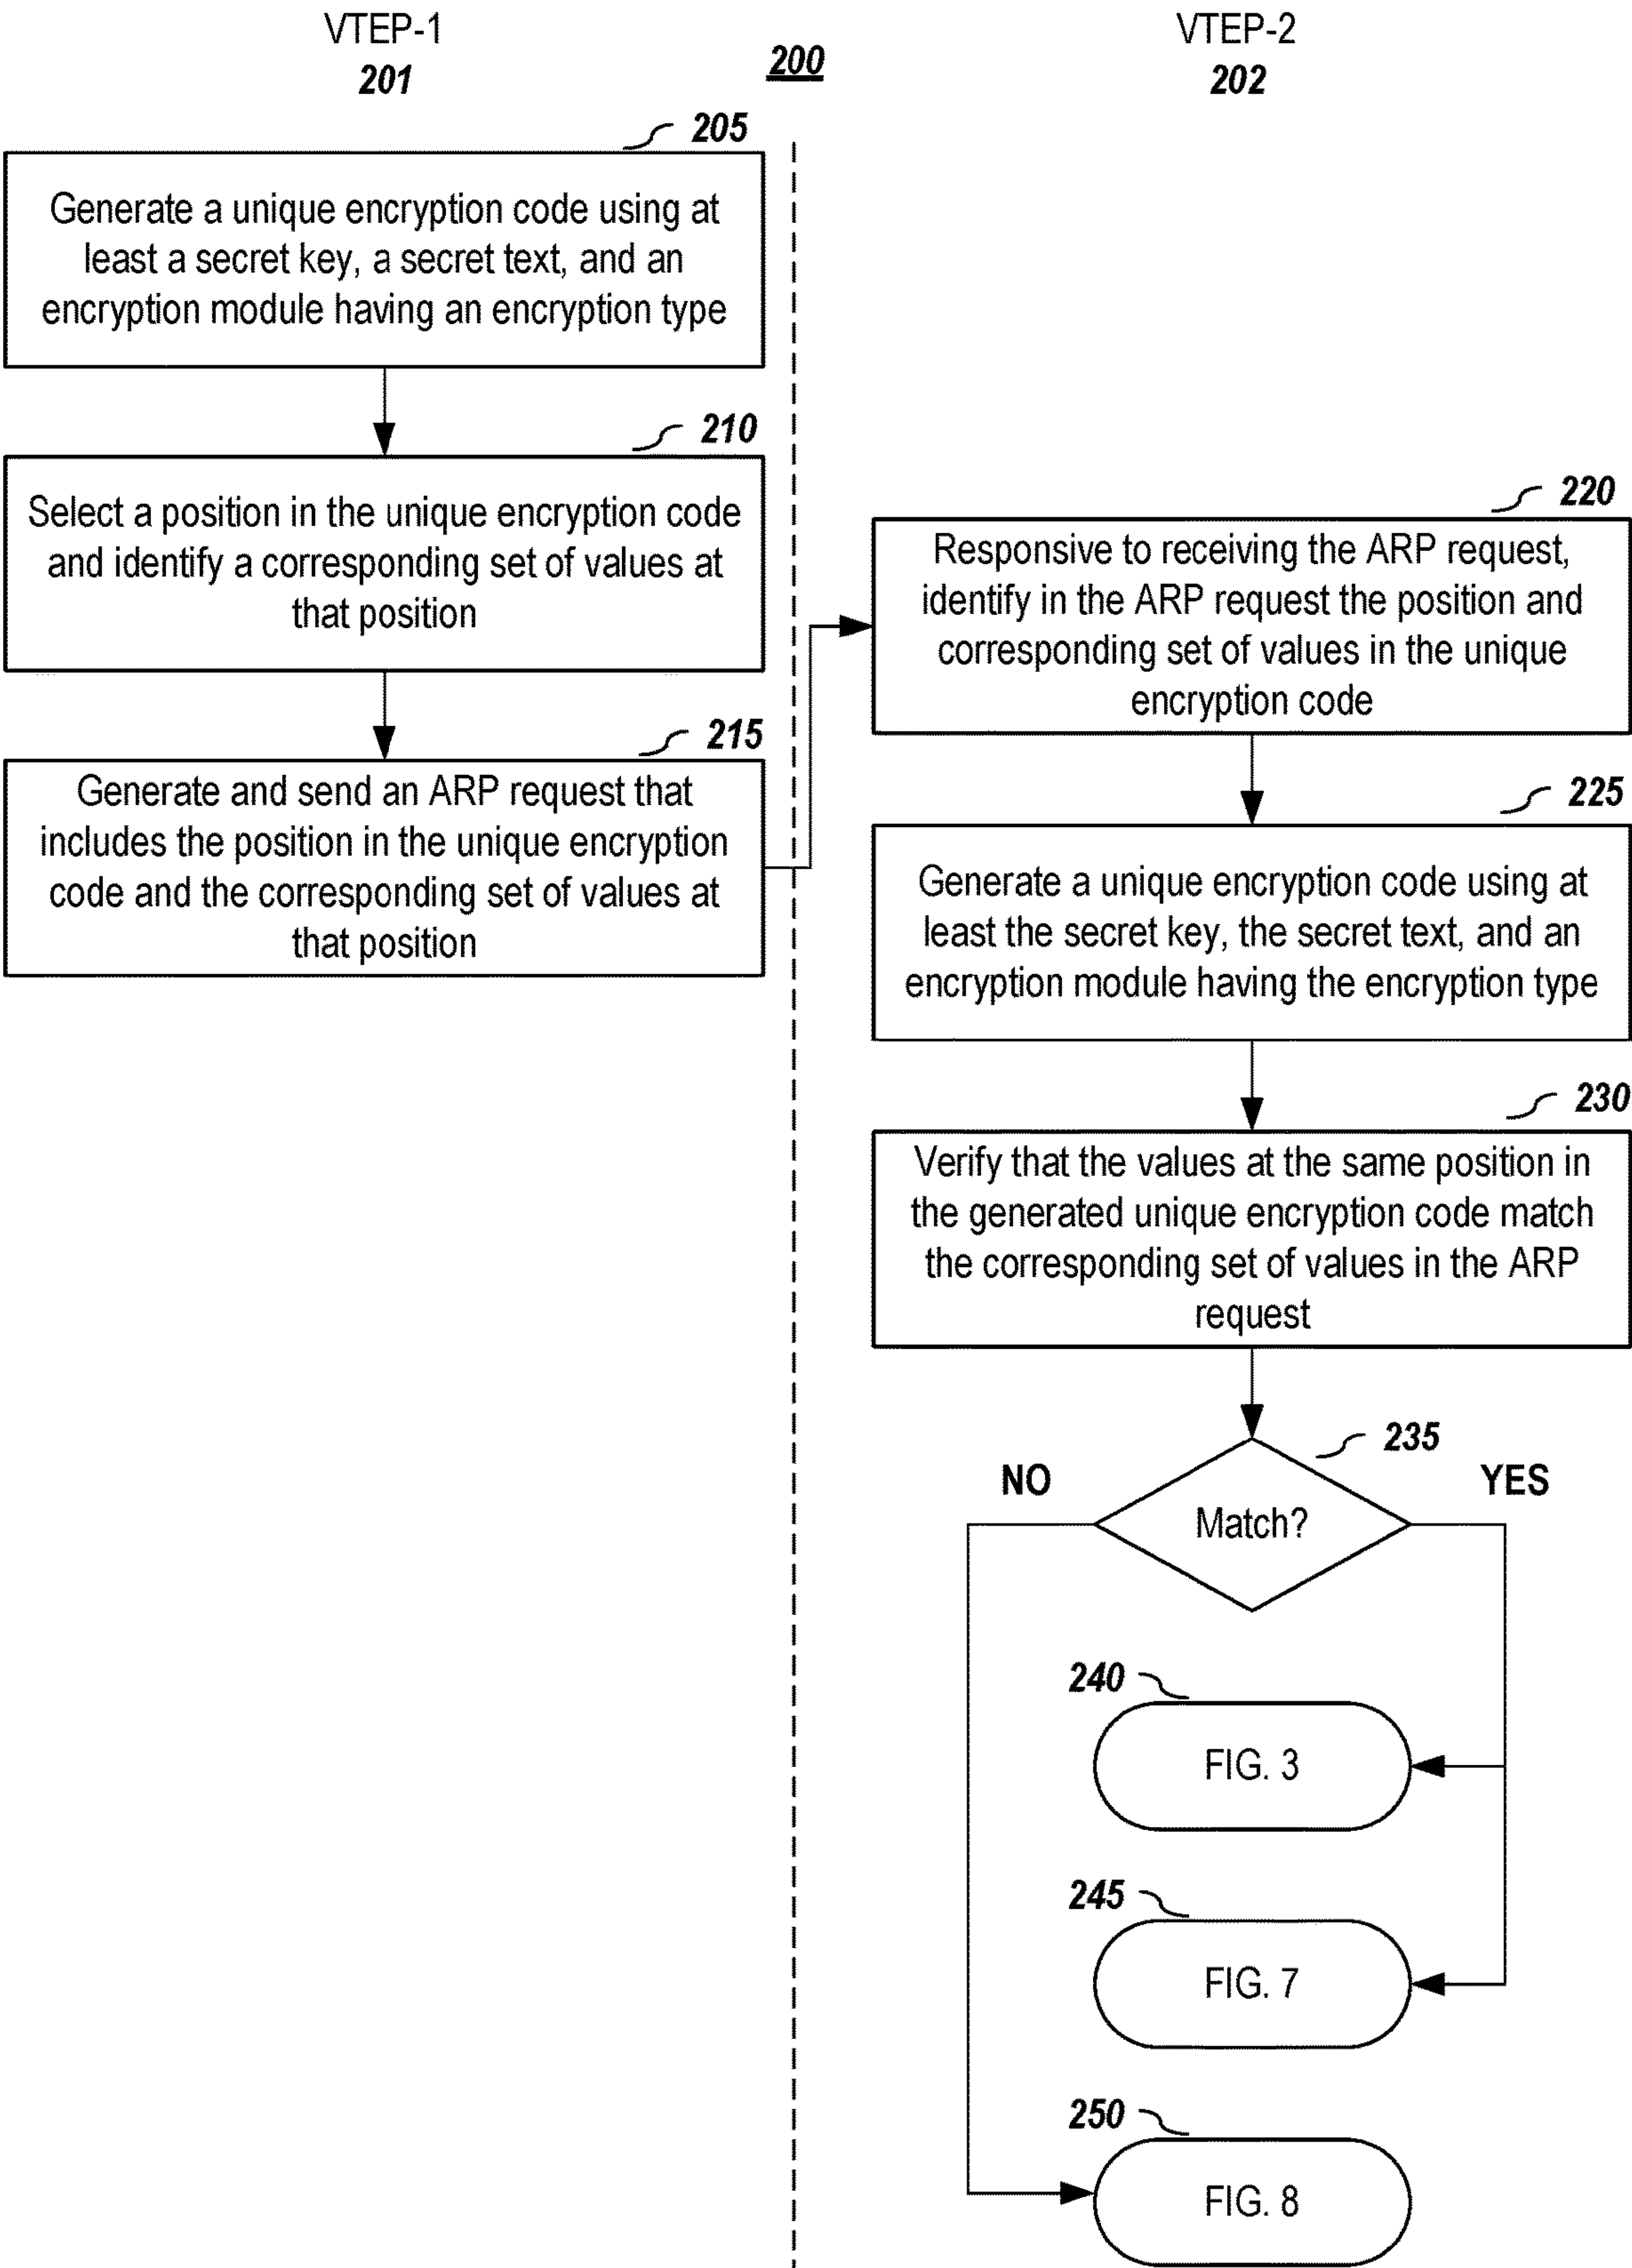 VTEP-1
201
200
VTEP-2
202
205
Generate a unique encryption code using at
least a secret key, a secret text, and an
encryption module having an encryption type
210
Select a position in the unique encryption code
and identify a corresponding set of values at
that position
215
Generate and send an ARP request that
includes the position in the unique encryption
code and the corresponding set of values at
that position
220
Responsive to receiving the ARP request,
identify in the ARP request the position and
corresponding set of values in the unique
encryption code
225
Generate a unique encryption code using at
least the secret key, the secret text, and an
encryption module having the encryption type
230
Verify that the values at the same position in
the generated unique encryption code match
the corresponding set of values in the ARP
request
235
NO
YES
Match?
240
FIG. 3
245
FIG. 7
250
FIG. 8